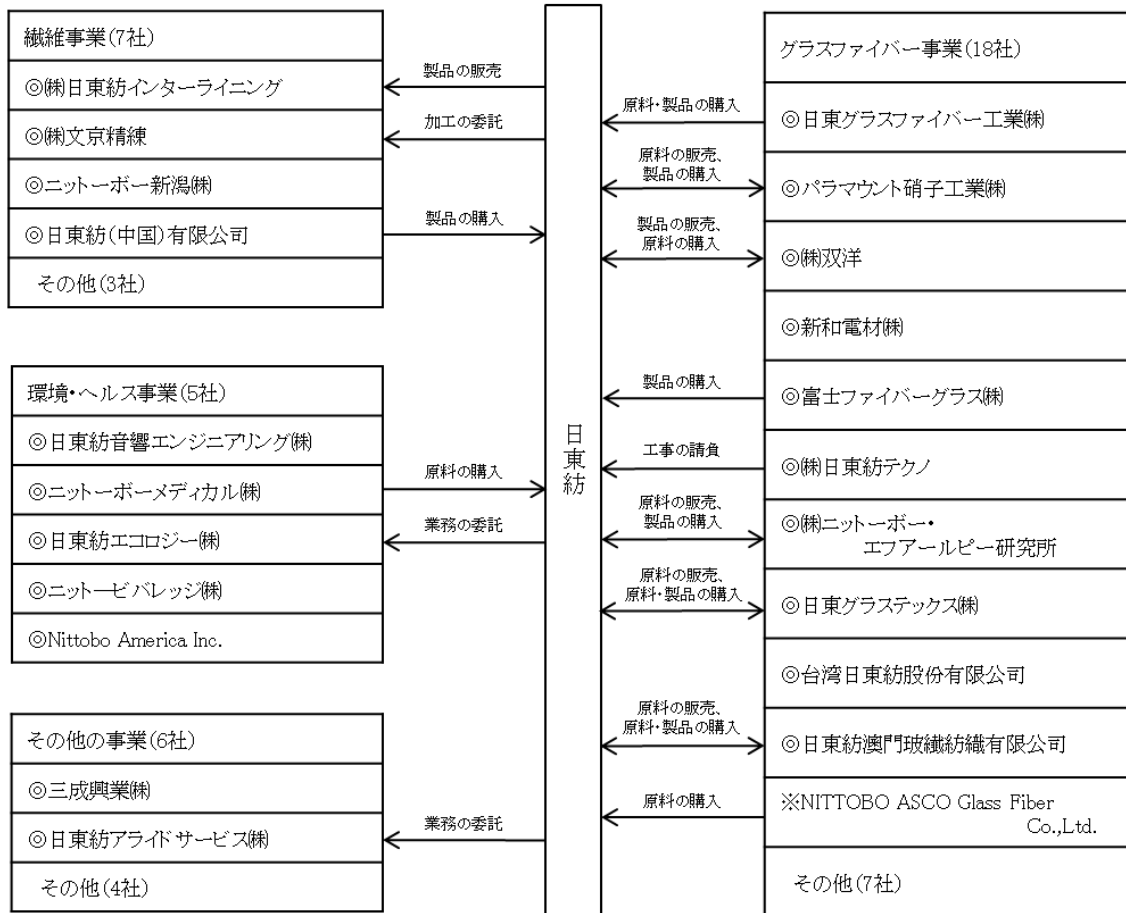 繊維事業(7社)
◎㈱日東紡インターライニング
◎㈱文京精練
◎ニットーボー新潟㈱
◎日東紡(中国)有限公司
その他(3社)
製品の販売
加工の委託
製品の購入
環境・ヘルス事業(5社)
◎日東紡音響エンジニアリング㈱
◎ニットーボーメディカル㈱
◎日東紡エコロジー㈱
◎ニットービバレッジ㈱
◎Nittobo America Inc.
原料の購入
業務の委託
その他の事業(6社)
◎三成興業㈱
◎日東紡アライドサービス㈱
その他(4社)
業務の委託
日東紡
原料・製品の購入
原料の販売、
製品の購入
製品の販売、
原料の購入
製品の購入
工事の請負
原料の販売、
製品の購入
原料の販売、
原料・製品の購入
原料の販売、
原料・製品の購入
原料の購入
グラスファイバー事業(18社)
◎日東グラスファイバー工業㈱
◎パラマウント硝子工業㈱
◎㈱双洋
◎新和電材㈱
◎富士ファイバーグラス㈱
◎㈱日東紡テクノ
◎㈱ニットーボー・
エフアールピー研究所
◎日東グラステックス㈱
◎台湾日東紡股份有限公司
◎日東紡澳門玻纖紡織有限公司
※NITTOBO ASCO Glass Fiber
Co.,Ltd.
その他(7社)